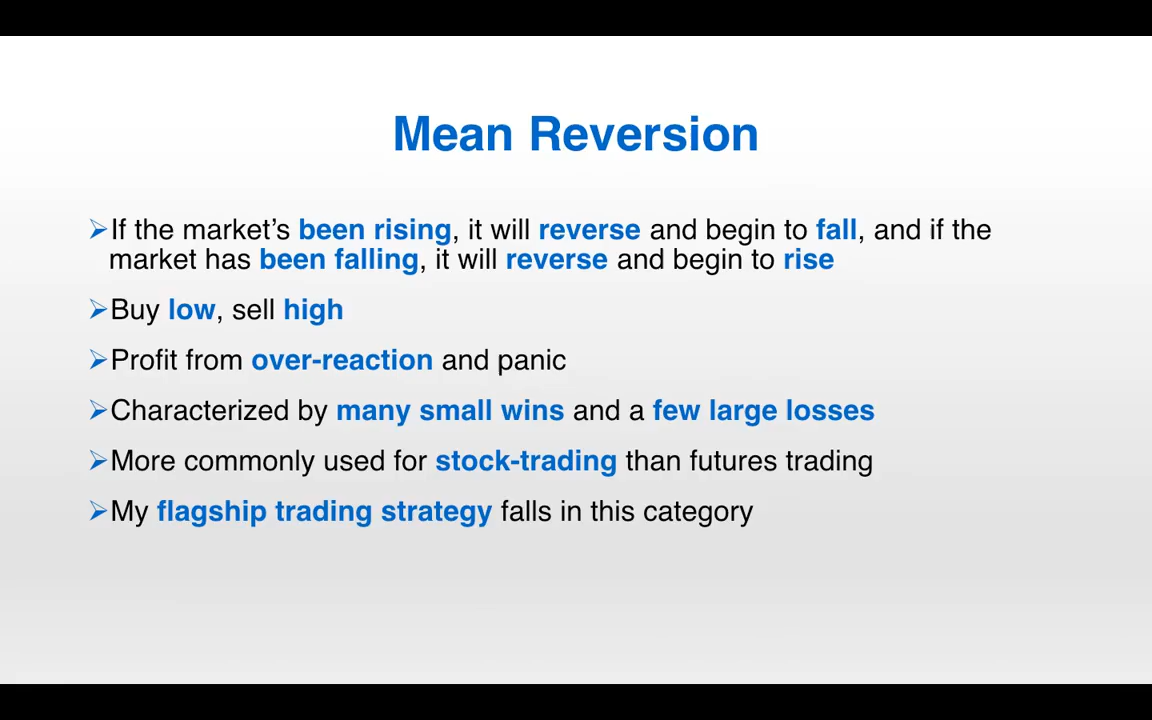 Mean Reversion
➢If the market’s been rising, it will reverse and begin to fall, and if the
market has been falling, it will reverse and begin to rise
➢Buy low, sell high
➢Profit from over-reaction and panic
➢Characterized by many small wins and a few large losses
➢More commonly used for stock-trading than futures trading
➢My flagship trading strategy falls in this category